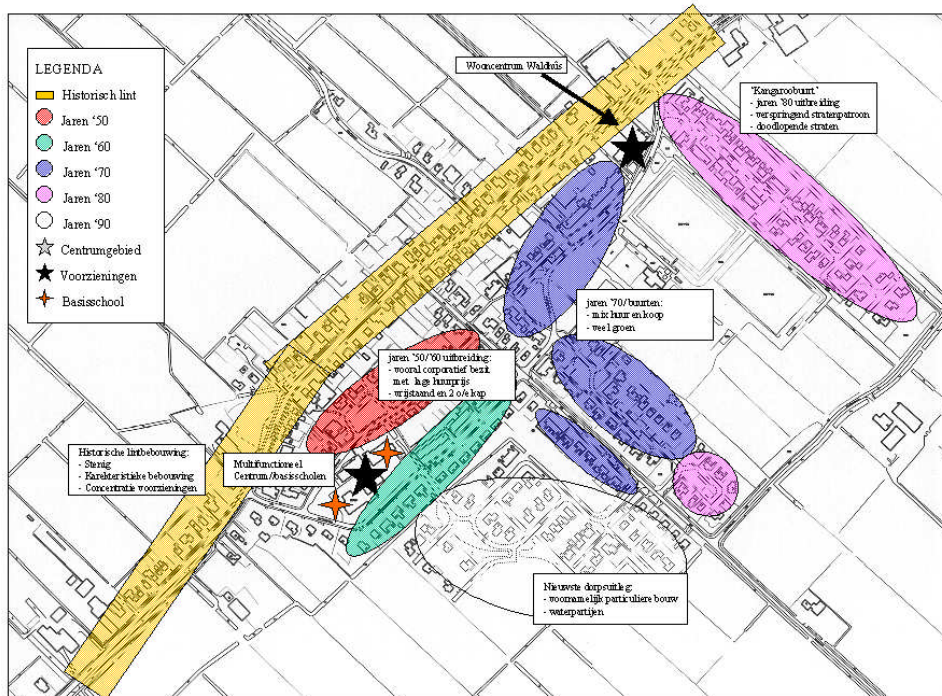 LEGENDA
Historisch lint
Jaren '50
Jaren '60
Jaren '70
Jaren '80
Jaren '90
Centrumgebied
Voorzieningen
Basisschool
Wooncentrum Waldhûs
'Kangaroobuurt'
- jaren '80 uitbreiding
- verspringend stratenpatroon
- doodlopende straten
jaren '70/buurten:
- mix huur en koop
- veel groen
jaren '50/'60 uitbreiding:
- vooral corporatief bezit
met lage huurprijs
- vrijstaand en 2 o/e kap
Historische lintbebouwing:
- Stenig
- Karakteristieke bebouwing
- Concentratie voorzieningen
Multifunctioneel
Centrum/basisscholen
Nieuwste dorpsuitleg:
- voornamelijk particuliere bouw
- waterpartijen